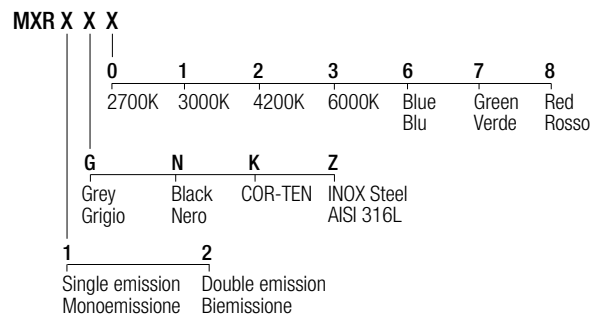 MXR X X X
0 1 2 3 6 7 8
2700K 3000K 4200K 6000K Blue Green Red
Blu Verde Rosso
G N K Z
Grey Black COR-TEN INOX Steel
Grigio Nero AISI 316L
1 2
Single emission Double emission
Monoemissione Biemissione